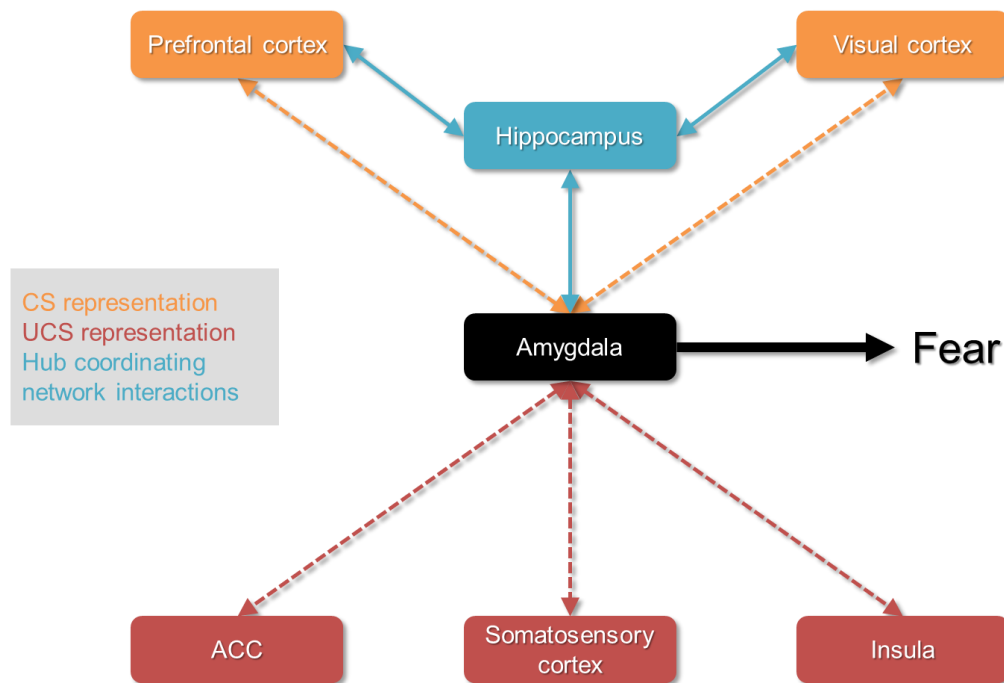 Prefrontal cortex
Visual cortex
Hippocampus
CS representation
UCS representation
Hub coordinating
network interactions
Amygdala
Fear
ACC
Somatosensory
cortex
Insula